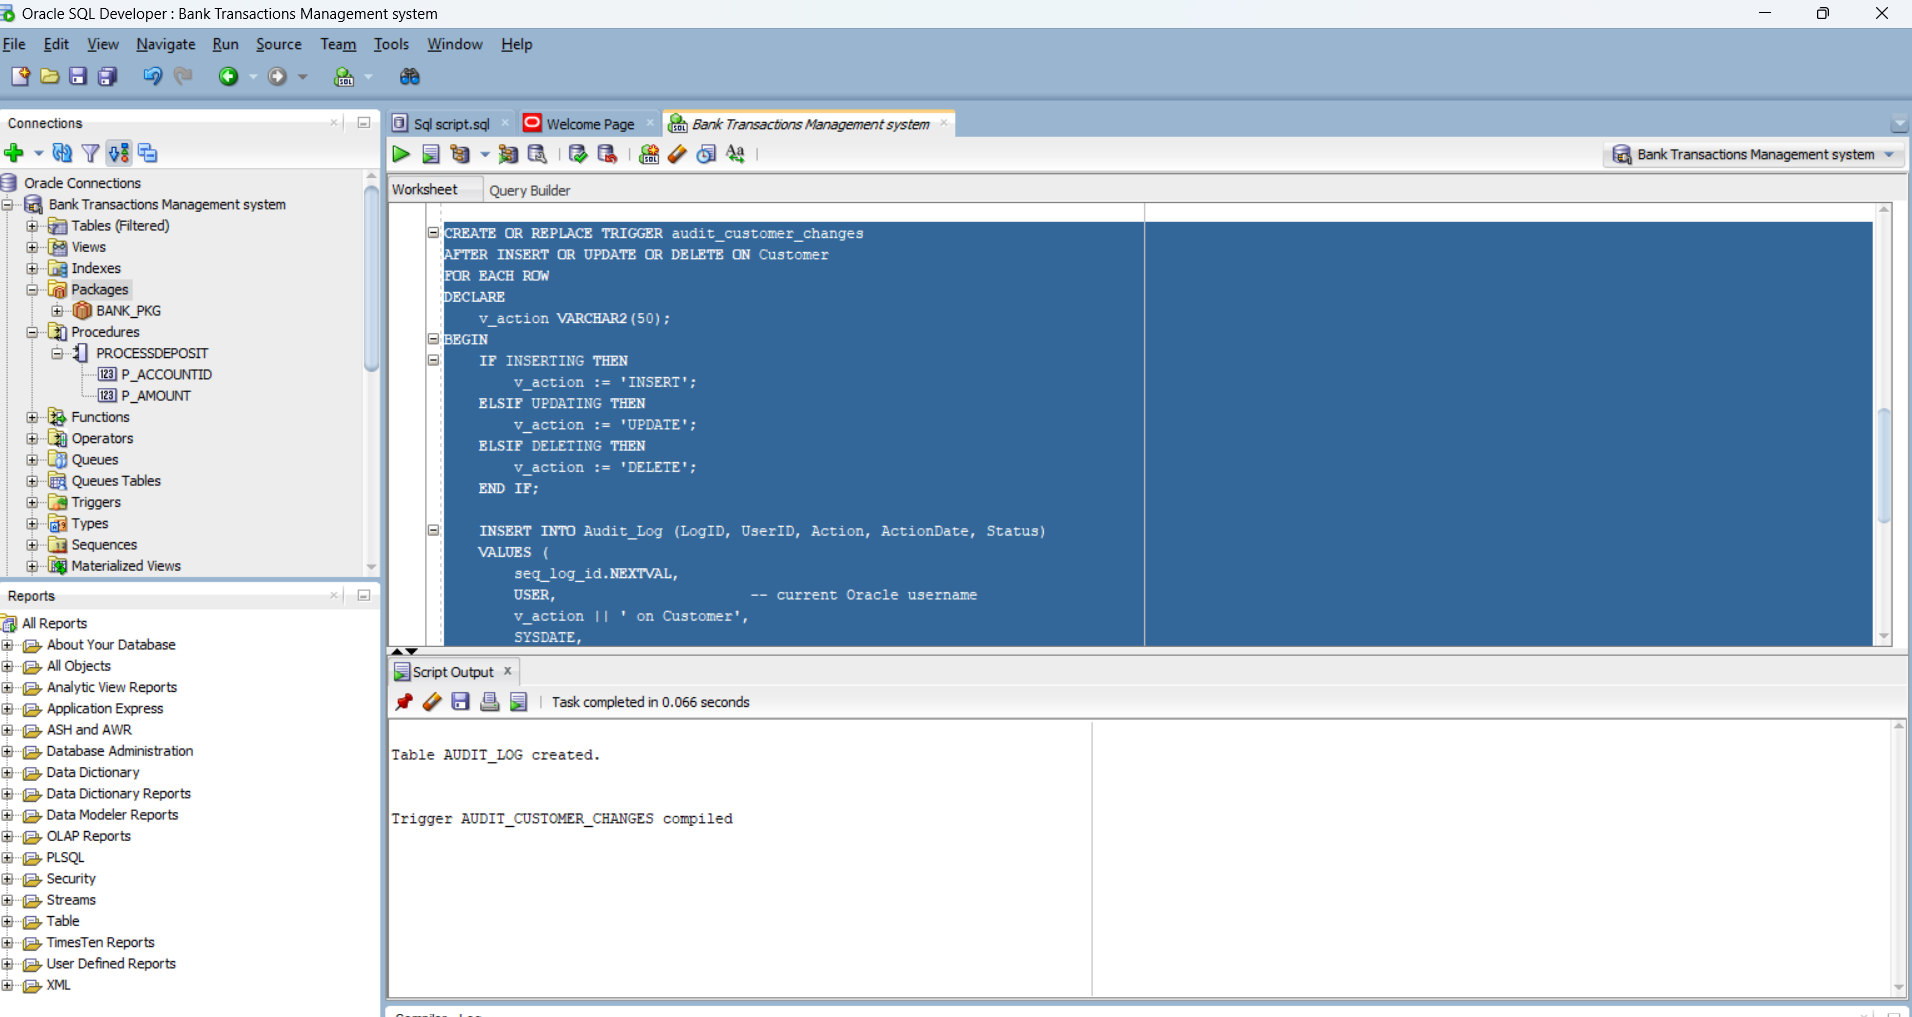 Oracle SQL Developer : Bank Transactions Management system
File Edit View Navigate Run Source Team Tools Window Help
Connections
Oracle Connections
Bank Transactions Management system
Tables (Filtered)
Views
Indexes
Packages
BANK_PKG
Procedures
PROCESSDEPOSIT
P_ACCOUNTID
P_AMOUNT
Functions
Operators
Queues
Queues Tables
Triggers
Types
Sequences
Materialized Views
Reports
All Reports
About Your Database
All Objects
Analytic View Reports
Application Express
ASH and AWR
Database Administration
Data Dictionary
Data Dictionary Reports
Data Modeler Reports
OLAP Reports
PLSQL
Security
Streams
Table
TimesTen Reports
User Defined Reports
XML
Sql script.sql Welcome Page Bank Transactions Management system
Bank Transactions Management system
Worksheet Query Builder
CREATE OR REPLACE TRIGGER audit_customer_changes
AFTER INSERT OR UPDATE OR DELETE ON Customer
FOR EACH ROW
DECLARE
v_action VARCHAR2(50);
BEGIN
IF INSERTING THEN
v_action := 'INSERT';
ELSIF UPDATING THEN
v_action := 'UPDATE';
ELSIF DELETING THEN
v_action := 'DELETE';
END IF;
INSERT INTO Audit_Log (LogID, UserID, Action, ActionDate, Status)
VALUES (
seq_log_id.NEXTVAL,
USER, -- current Oracle username
v_action || ' on Customer',
SYSDATE,
Script Output
Task completed in 0.066 seconds
Table AUDIT_LOG created.
Trigger AUDIT_CUSTOMER_CHANGES compiled